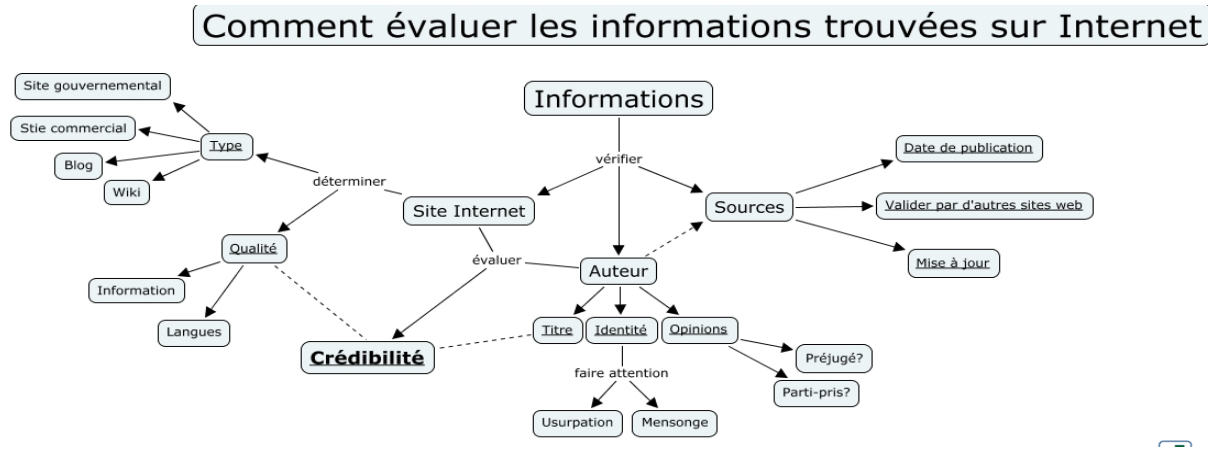 Comment évaluer les informations trouvées sur Internet
Informations
vérifier
Site gouvernemental
Stie commercial
Blog
Wiki
Type
déterminer
Site Internet
Qualité
Information
Langues
évaluer
Crédibilité
Auteur
Titre
Identité
Opinions
faire attention
Usurpation
Mensonge
Préjugé?
Parti-pris?
Sources
Date de publication
Valider par d'autres sites web
Mise à jour